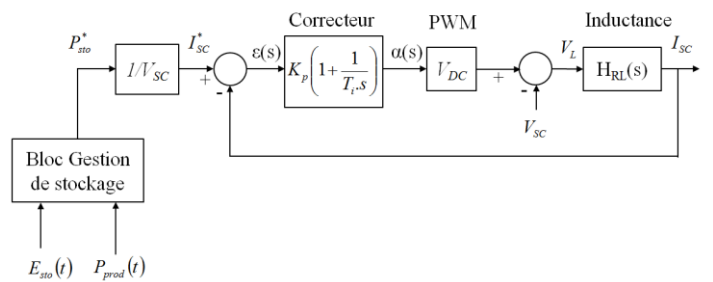 Correcteur
PWM
Inductance
P*sto
I*SC
ε(s)
α(s)
VL
ISC
1/VSC
+
-
Kp(1+1/Ti.s)
VDC
+
-
HRL(s)
VSC
Bloc Gestion
de stockage
Esto(t)
Pprod(t)